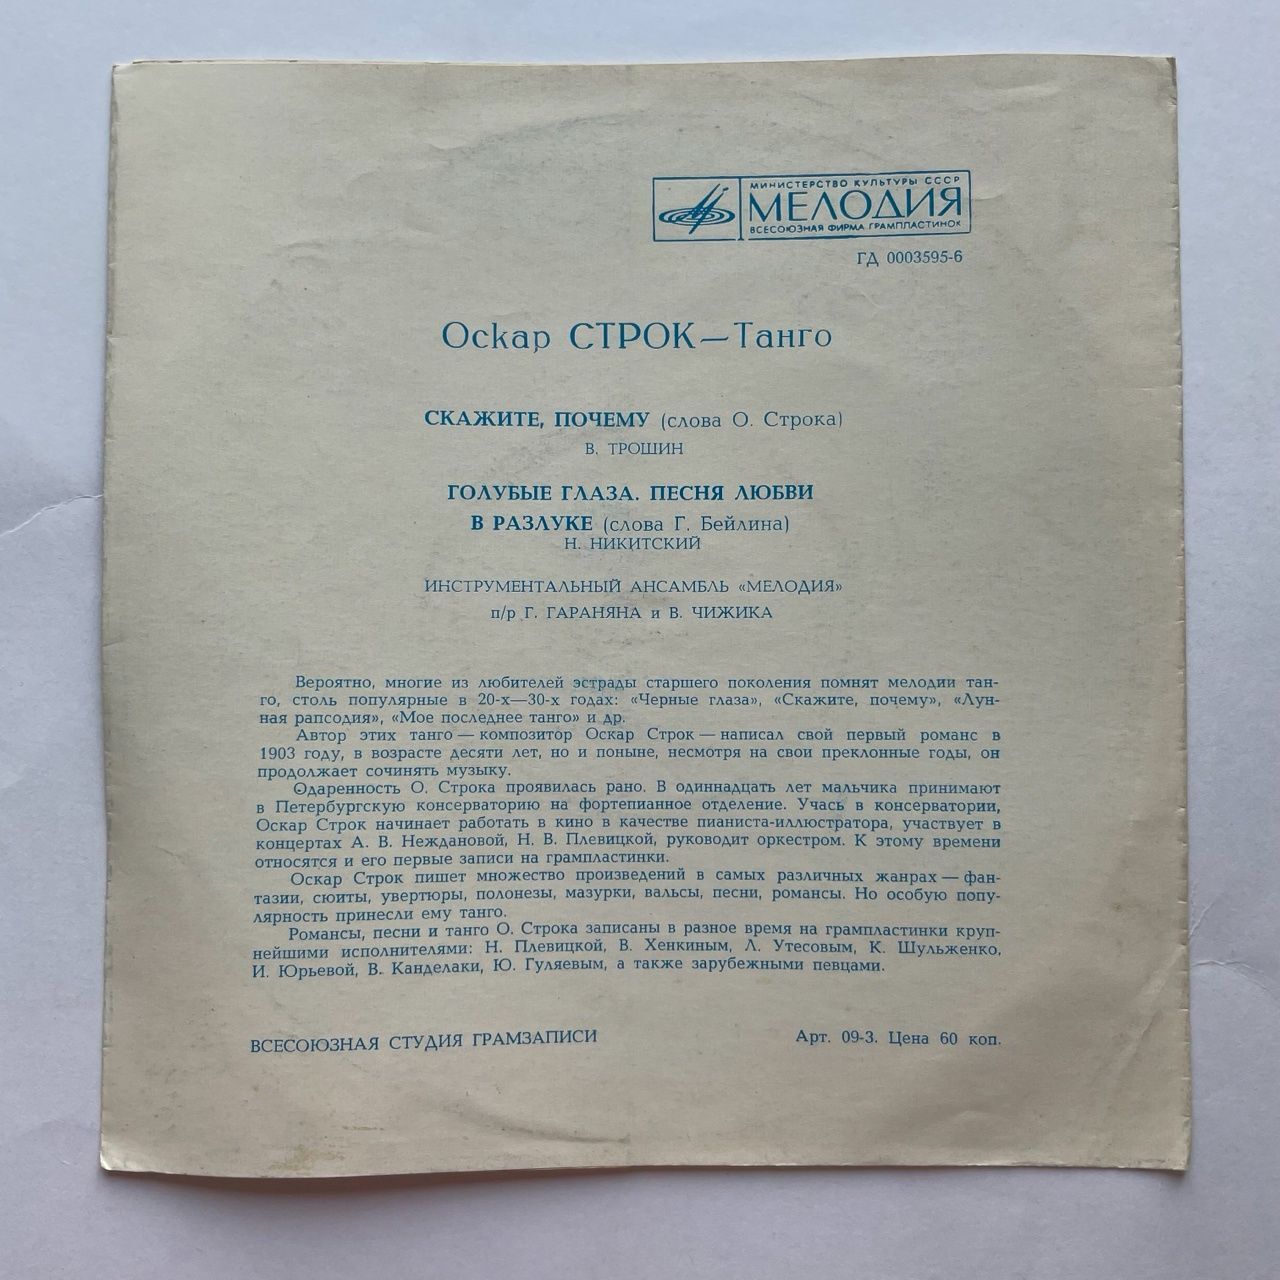 МИНИСТЕРСТВО КУЛЬТУРЫ СССР
МЕЛОДИЯ
ВСЕСОЮЗНАЯ ФИРМА ГРАМПЛАСТИНОК
ГД 0003595-6
Оскар СТРОК — Танго
СКАЖИТЕ, ПОЧЕМУ (слова О. Строка)
В. ТРОШИН
ГОЛУБЫЕ ГЛАЗА. ПЕСНЯ ЛЮБВИ
В РАЗЛУКЕ (слова Г. Бейлина)
Н. НИКИТСКИЙ
ИНСТРУМЕНТАЛЬНЫЙ АНСАМБЛЬ «МЕЛОДИЯ»
п/р Г. ГАРАНЯНА и В. ЧИЖИКА
Вероятно, многие из любителей эстрады старшего поколения помнят мелодии тан-
го, столь популярные в 20-х—30-х годах: «Черные глаза», «Скажите, почему», «Лун-
ная рапсодия», «Мое последнее танго» и др.
Автор этих танго — композитор Оскар Строк — написал свой первый романс в
1903 году, в возрасте десяти лет, но и поныне, несмотря на свои преклонные годы, он
продолжает сочинять музыку.
Одаренность О. Строка проявилась рано. В одиннадцать лет мальчика принимают
в Петербургскую консерваторию на фортепианное отделение. Учась в консерватории,
Оскар Строк начинает работать в кино в качестве пианиста-иллюстратора, участвует в
концертах А. В. Неждановой, Н. В. Плевицкой, руководит оркестром. К этому времени
относятся и его первые записи на грампластинки.
Оскар Строк пишет множество произведений в самых различных жанрах — фан-
тазии, сюиты, увертюры, полонезы, мазурки, вальсы, песни, романсы. Но особую попу-
лярность принесли ему танго.
Романсы, песни и танго О. Строка записаны в разное время на грампластинки круп-
нейшими исполнителями: Н. Плевицкой, В. Хенкиным, Л. Утесовым, К. Шульженко,
И. Юрьевой, В. Канделаки, Ю. Гуляевым, а также зарубежными певцами.
ВСЕСОЮЗНАЯ СТУДИЯ ГРАМЗАПИСИ
Арт. 09-3. Цена 60 коп.